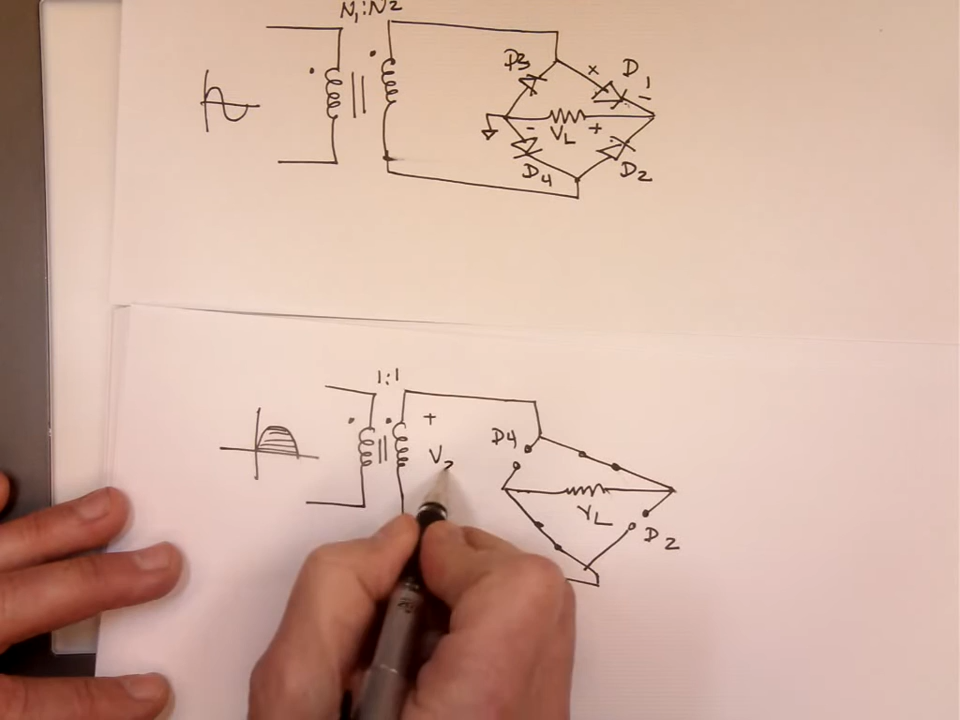 N1:N2
D3
D1
x
-
- VL +
D4
D2
1:1
+
D4
V2
VL
D2